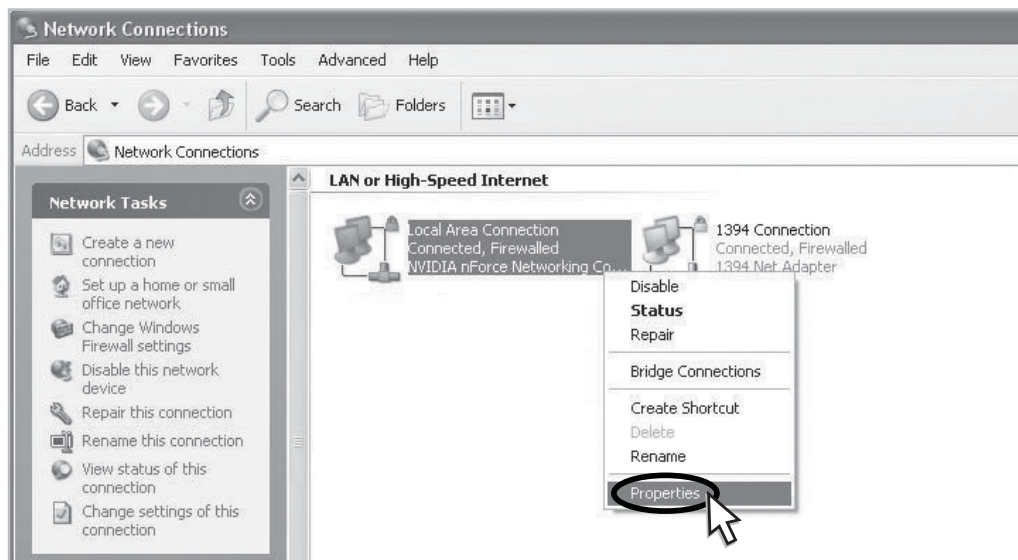 Network Connections
File Edit View Favorites Tools Advanced Help
Back Search Folders
Address Network Connections
Network Tasks
Create a new
connection
Set up a home or small
office network
Change Windows
Firewall settings
Disable this network
device
Repair this connection
Rename this connection
View status of this
connection
Change settings of this
connection
LAN or High-Speed Internet
Local Area Connection
Connected, Firewalled
NVIDIA nForce Networking Co...
1394 Connection
Connected, Firewalled
1394 Net Adapter
Disable
Status
Repair
Bridge Connections
Create Shortcut
Delete
Rename
Properties